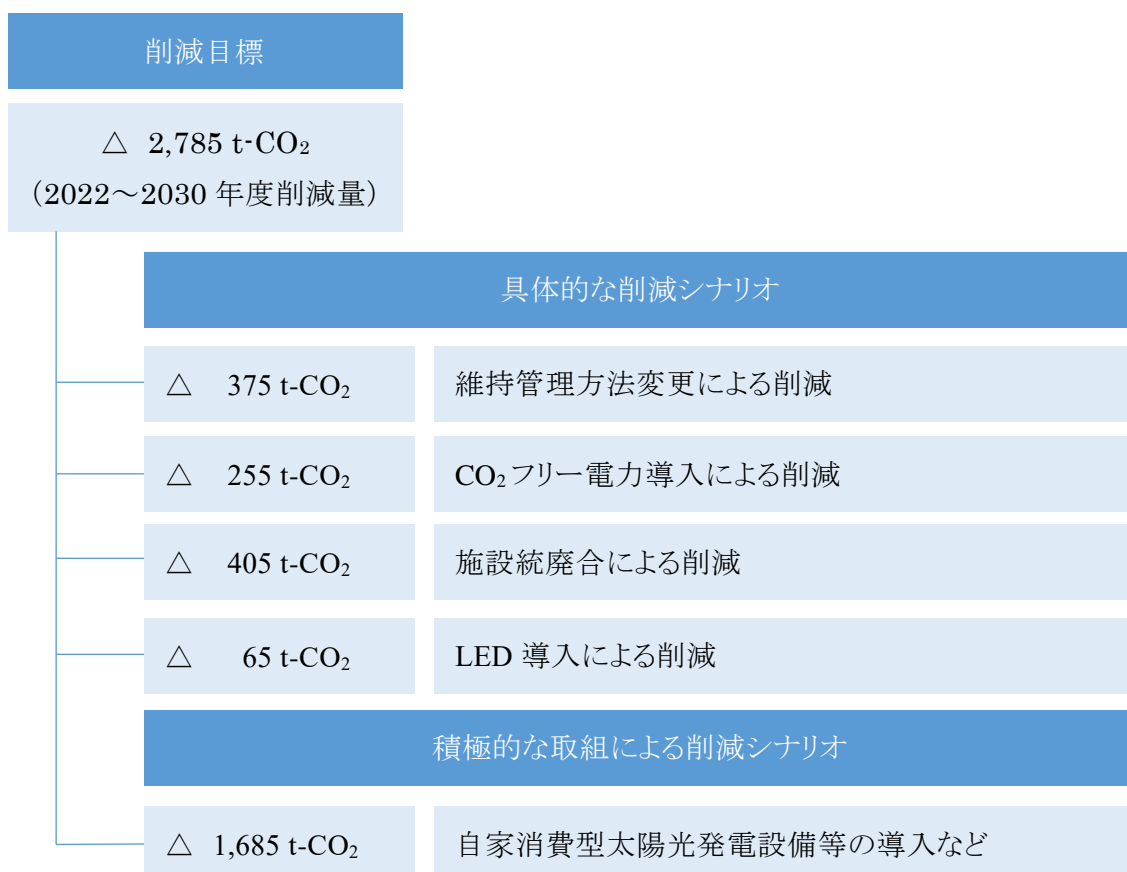 削減目標
△ 2,785 t-CO₂
（2022～2030 年度削減量）
具体的な削減シナリオ
△ 375 t-CO₂ 維持管理方法変更による削減
△ 255 t-CO₂ CO₂フリー電力導入による削減
△ 405 t-CO₂ 施設統廃合による削減
△ 65 t-CO₂ LED 導入による削減
積極的な取組による削減シナリオ
△ 1,685 t-CO₂ 自家消費型太陽光発電設備等の導入など